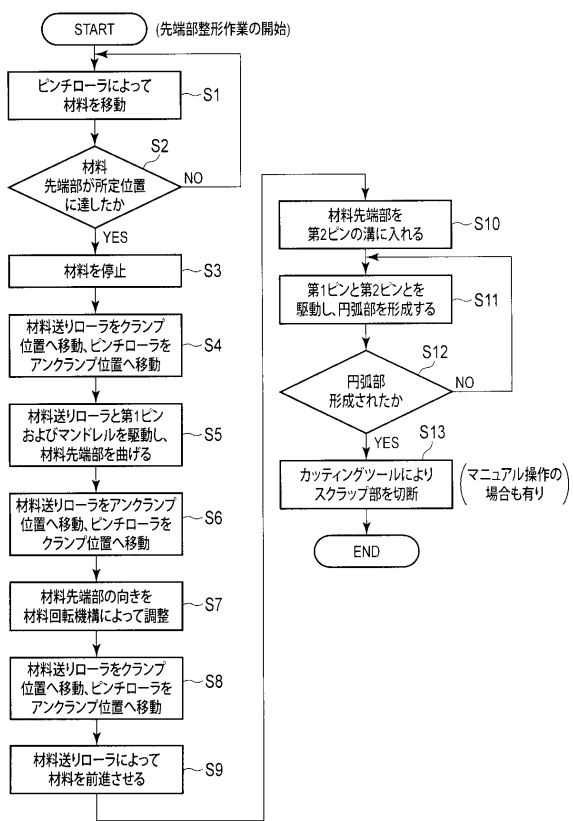 START
(先端部整形作業の開始)
ピンチローラによって
材料を移動
S1
材料
先端部が所定位置
に達したか
S2
NO
YES
材料を停止
S3
材料送りローラをクランプ
位置へ移動、ピンチローラを
アンクランプ位置へ移動
S4
材料送りローラと第1ピン
およびマンドレルを駆動し、
材料先端部を曲げる
S5
材料送りローラをアンクランプ
位置へ移動、ピンチローラを
クランプ位置へ移動
S6
材料先端部の向きを
材料回転機構によって調整
S7
材料送りローラをクランプ
位置へ移動、ピンチローラを
アンクランプ位置へ移動
S8
材料送りローラによって
材料を前進させる
S9
材料先端部を
第2ピンの溝に入れる
S10
第1ピンと第2ピンとを
駆動し、円弧部を形成する
S11
円弧部
形成されたか
S12
NO
YES
カッティングツールにより
スクラップ部を切断
S13
(マニュアル操作の
場合も有り)
END